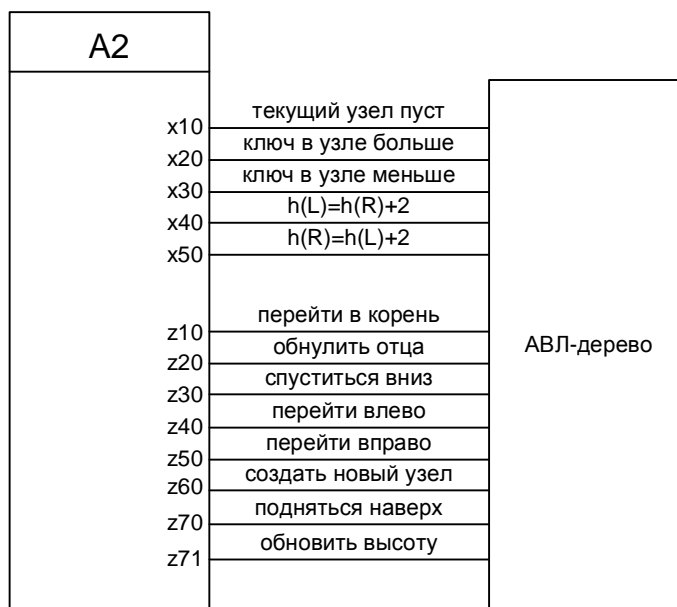 A2
текущий узел пуст
x10
ключ в узле больше
x20
ключ в узле меньше
x30
h(L)=h(R)+2
x40
h(R)=h(L)+2
x50
перейти в корень
z10
обнулить отца
z20
спуститься вниз
z30
перейти влево
z40
перейти вправо
z50
создать новый узел
z60
подняться наверх
z70
обновить высоту
z71
АВЛ-дерево